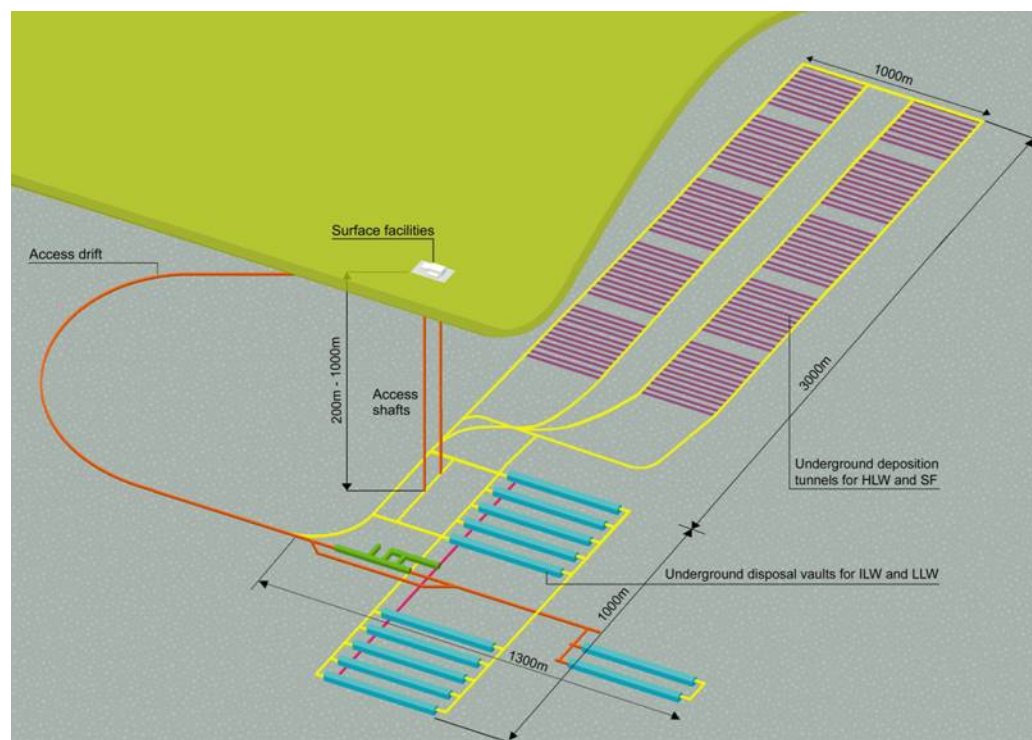 1000m
Surface facilities
Access drift
200m - 1000m
Access
shafts
3000m
Underground deposition
tunnels for HLW and SF
Underground disposal vaults for ILW and LLW
1000m
1300m